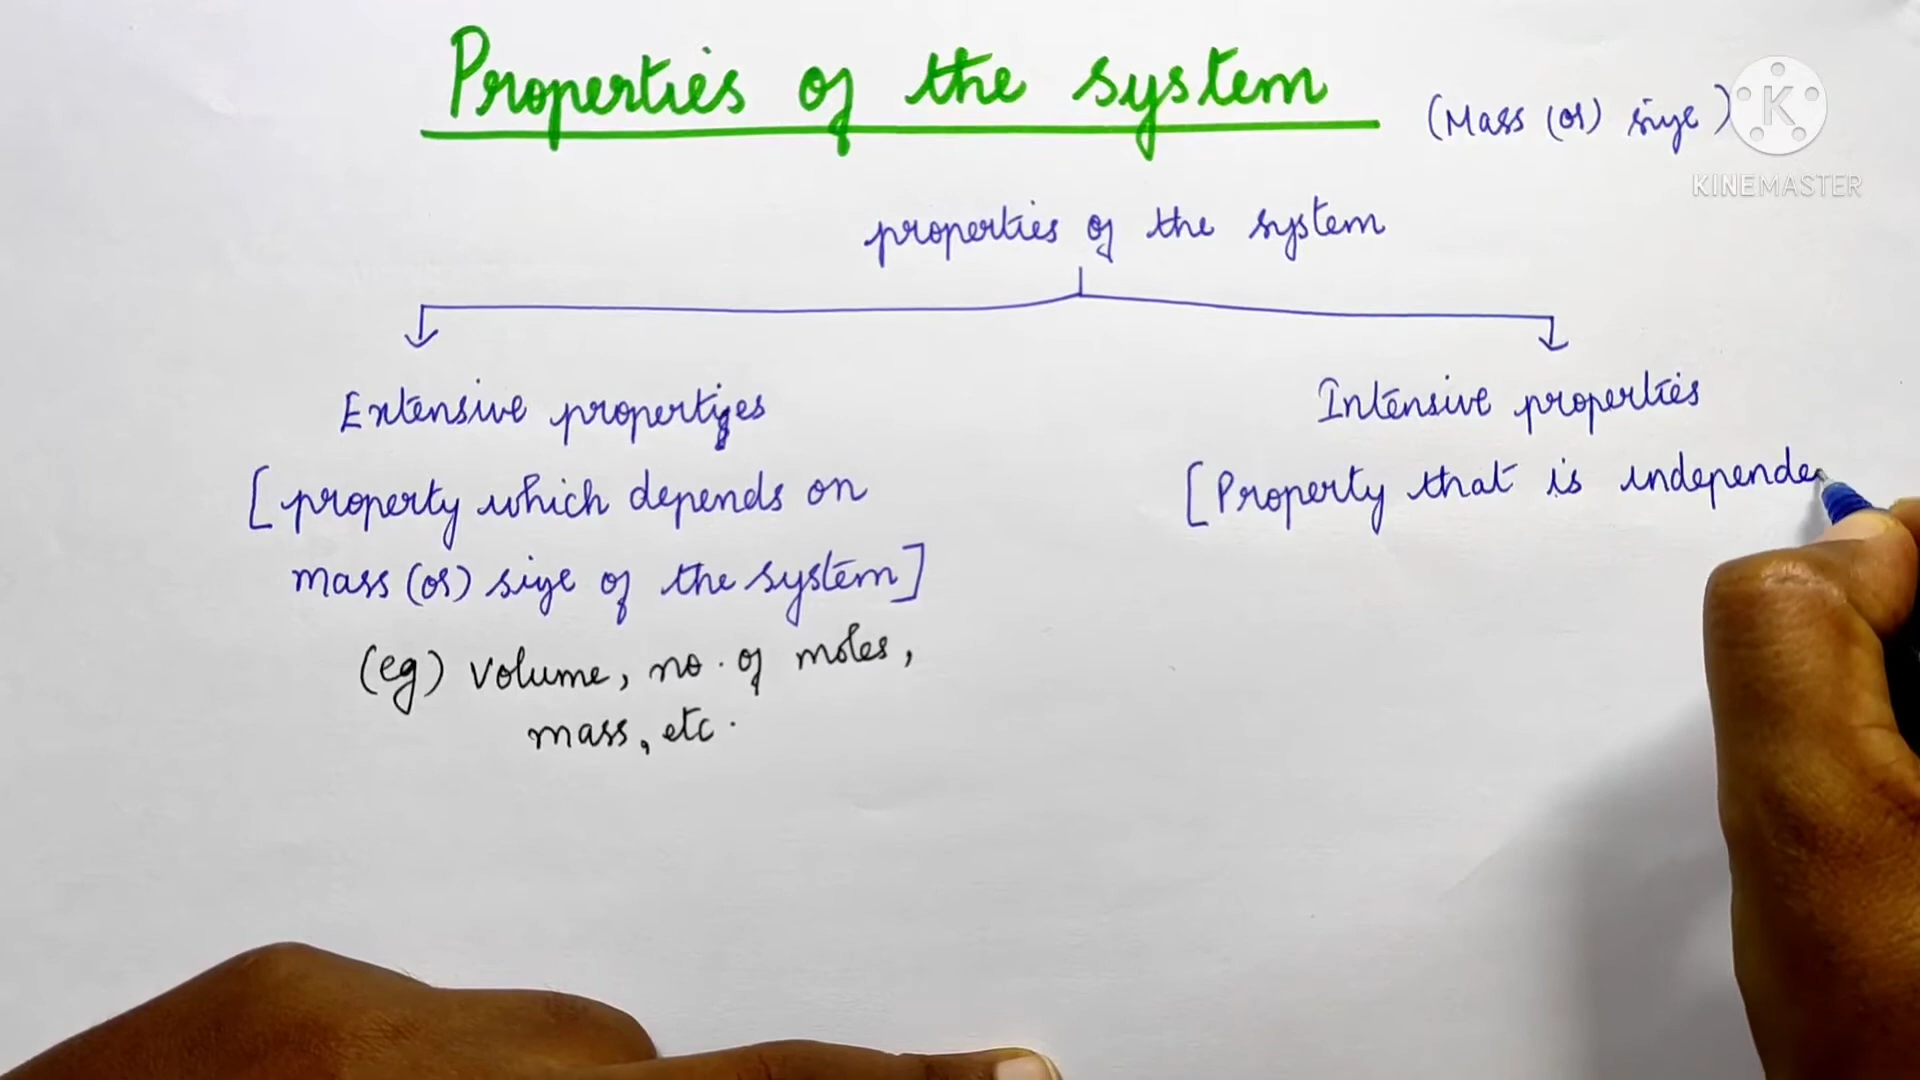 Properties of the system
(Mass (or) size)
K
KINEMASTER
properties of the system
Extensive properties
Intensive properties
[property which depends on
[Property that is independe
mass (or) size of the system]
(eg) Volume, no. of moles,
mass, etc.